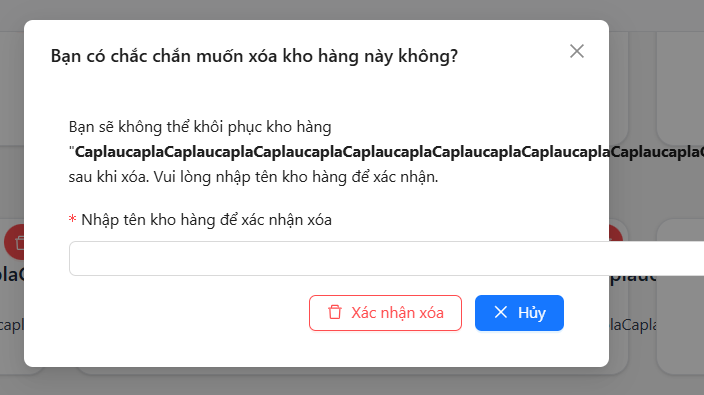 Bạn có chắc chắn muốn xóa kho hàng này không?
Bạn sẽ không thể khôi phục kho hàng
"CaplaucaplaCaplaucaplaCaplaucaplaCaplaucaplaCaplaucaplaCaplaucaplaCaplaucaplaC
sau khi xóa. Vui lòng nhập tên kho hàng để xác nhận.
* Nhập tên kho hàng để xác nhận xóa
Xác nhận xóa
Hủy